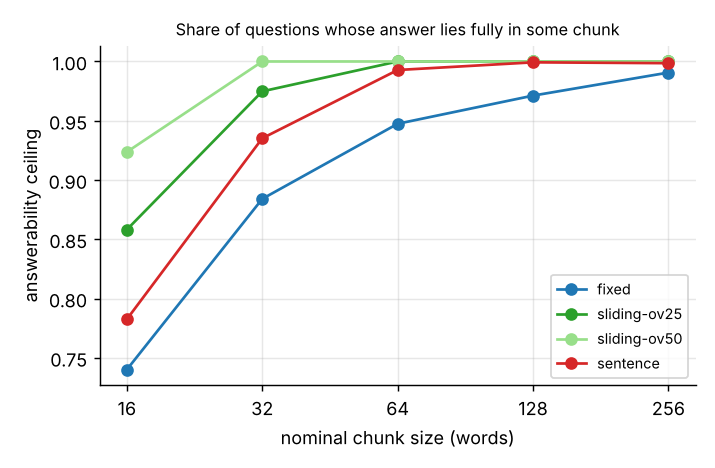 Share of questions whose answer lies fully in some chunk
1.00
0.95
0.90
0.85
0.80
0.75
answerability ceiling
fixed
sliding-ov25
sliding-ov50
sentence
16 32 64 128 256
nominal chunk size (words)